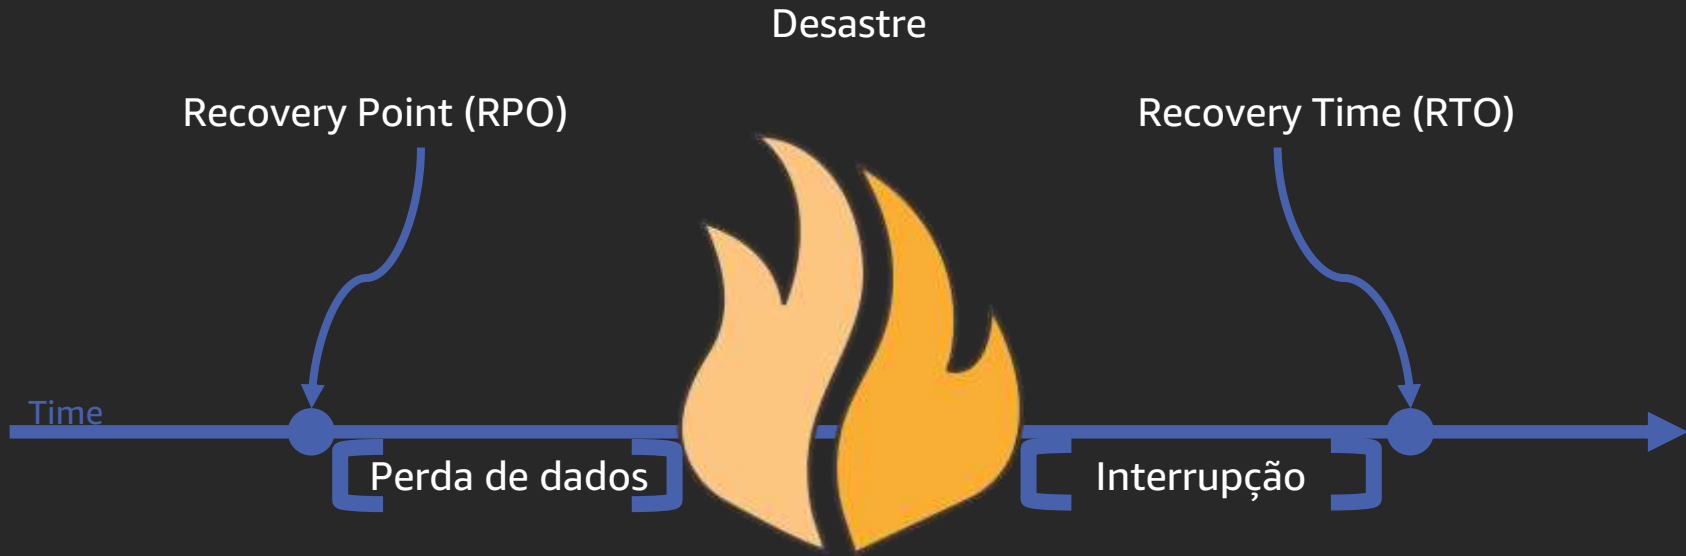 Desastre
Recovery Point (RPO)
Recovery Time (RTO)
Time
Perda de dados
Interrupção